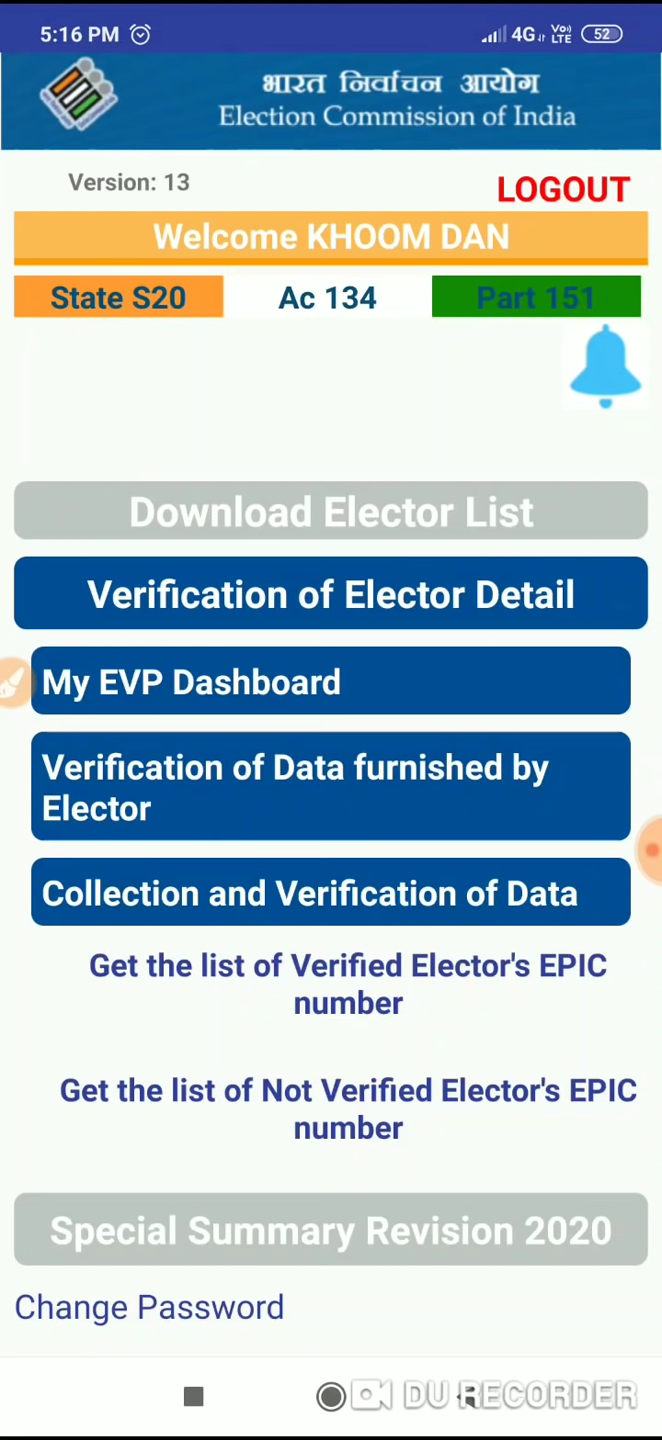 5:16 PM
4G Vo)) LTE 52
भारत निर्वाचन आयोग
Election Commission of India
Version: 13
LOGOUT
Welcome KHOOM DAN
State S20
Ac 134
Part 151
Download Elector List
Verification of Elector Detail
My EVP Dashboard
Verification of Data furnished by
Elector
Collection and Verification of Data
Get the list of Verified Elector's EPIC
number
Get the list of Not Verified Elector's EPIC
number
Special Summary Revision 2020
Change Password
DU RECORDER